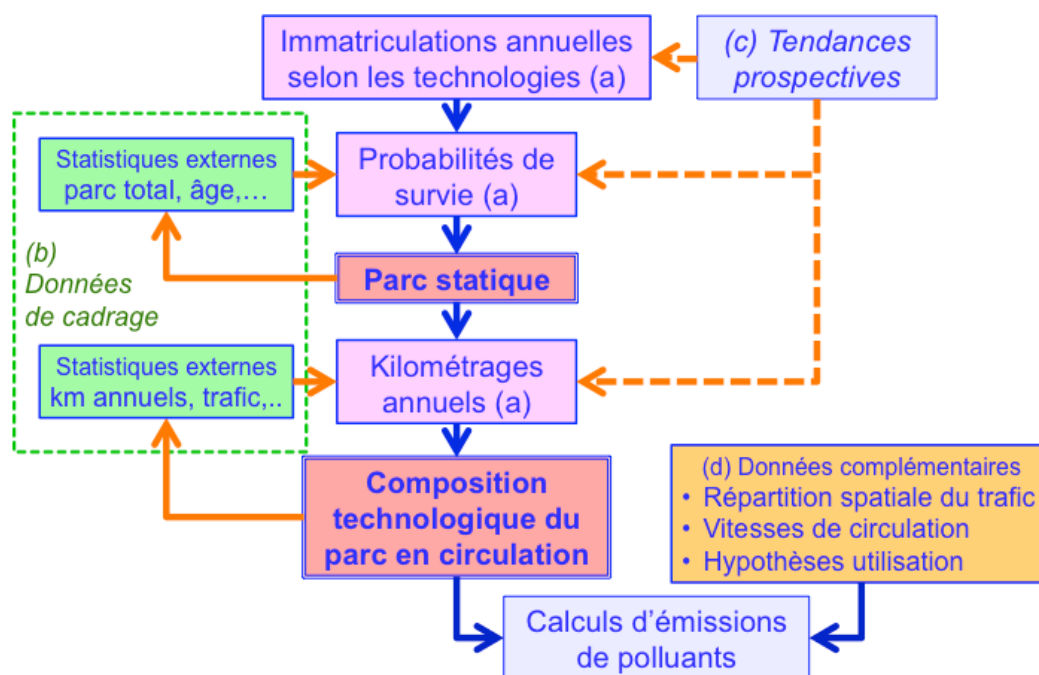 Immatriculations annuelles
selon les technologies (a)
(c) Tendances
prospectives
Statistiques externes
parc total, âge,...
Probabilités de
survie (a)
(b)
Données
de cadrage
Parc statique
Statistiques externes
km annuels, trafic,..
Kilométrages
annuels (a)
Composition
technologique du
parc en circulation
(d) Données complémentaires
• Répartition spatiale du trafic
• Vitesses de circulation
• Hypothèses utilisation
Calculs d'émissions
de polluants